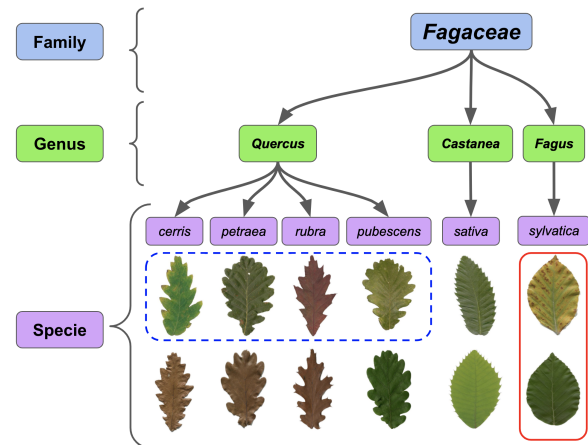 Family
Fagaceae
Genus
Quercus
Castanea
Fagus
cerris
petraea
rubra
pubescens
sativa
sylvatica
Specie